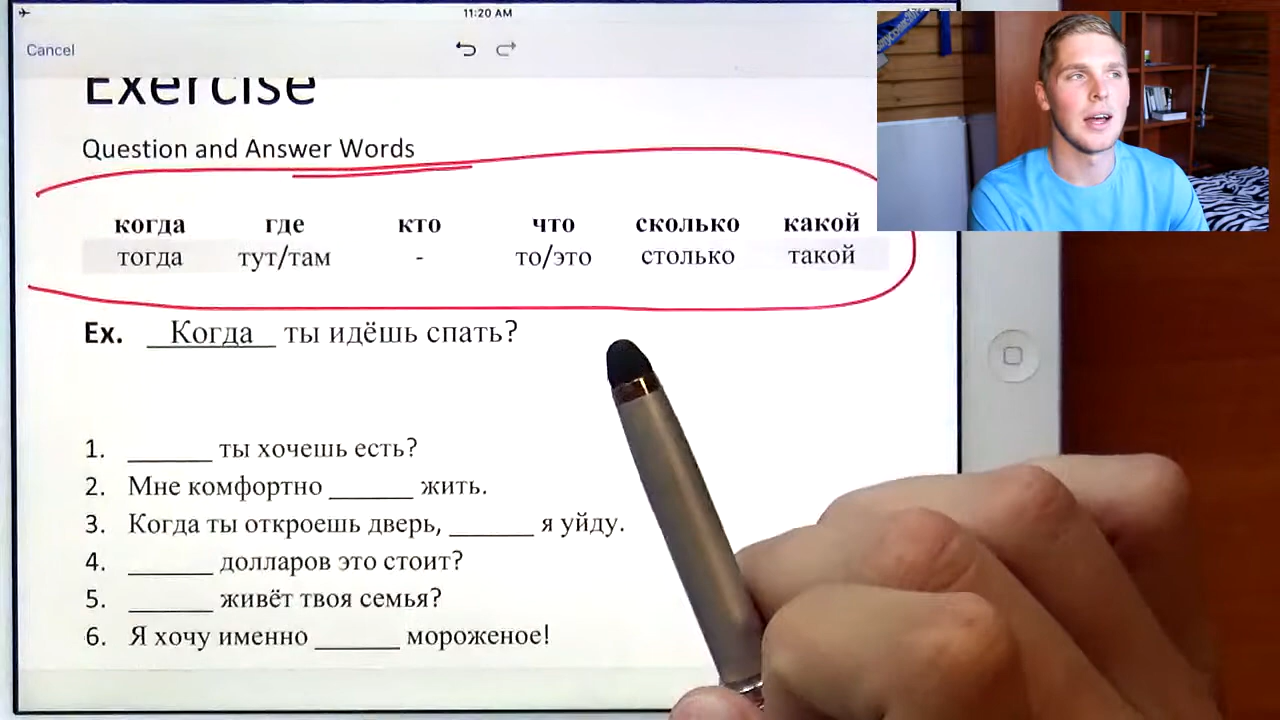 11:20 AM
Cancel
Exercise
Question and Answer Words
когда где кто что сколько какой
тогда тут/там - то/это столько такой
Ex. __Когда__ ты идёшь спать?
1. ______ ты хочешь есть?
2. Мне комфортно ______ жить.
3. Когда ты откроешь дверь, ______ я уйду.
4. ______ долларов это стоит?
5. ______ живёт твоя семья?
6. Я хочу именно ______ мороженое!